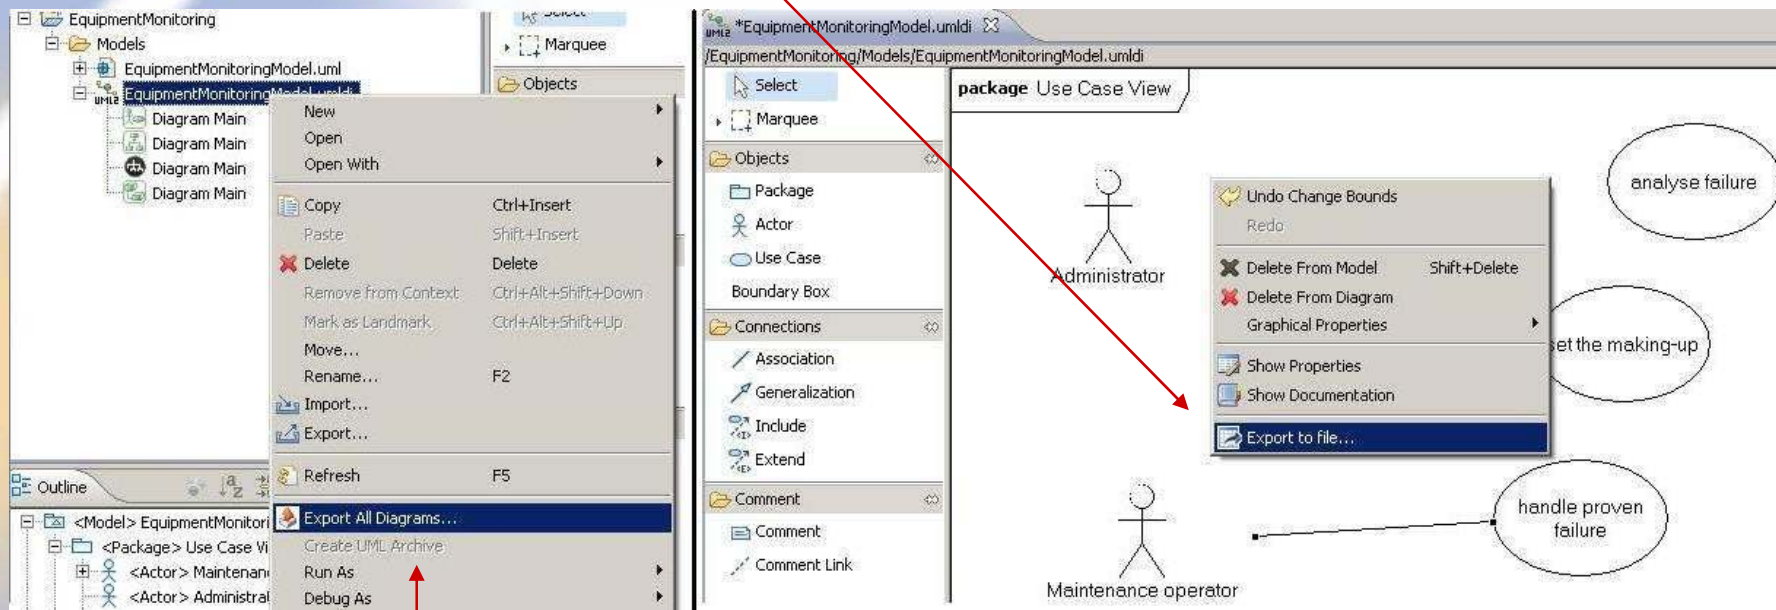 EquipmentMonitoring
Models
EquipmentMonitoringModel.uml
EquipmentMonitoringModel.umldi
Diagram Main
Diagram Main
Diagram Main
Diagram Main
Select
Marquee
Objects
New
Open
Open With
Copy Ctrl+Insert
Paste Shift+Insert
Delete Delete
Remove from Context Ctrl+Alt+Shift+Down
Mark as Landmark Ctrl+Alt+Shift+Up
Move...
Rename... F2
Import...
Export...
Refresh F5
Export All Diagrams...
Create UML Archive
Run As
Debug As
Outline
<Model> EquipmentMonitori
<Package> Use Case Vi
<Actor> Maintenan
<Actor> Administrat
*EquipmentMonitoringModel.umldi
/EquipmentMonitoring/Models/EquipmentMonitoringModel.umldi
Select
Marquee
Objects
Package
Actor
Use Case
Boundary Box
Connections
Association
Generalization
Include
Extend
Comment
Comment
Comment Link
package Use Case View
Administrator
analyse failure
Undo Change Bounds
Redo
Delete From Model Shift+Delete
Delete From Diagram
Graphical Properties
Show Properties
Show Documentation
Export to file...
set the making-up
handle proven
failure
Maintenance operator